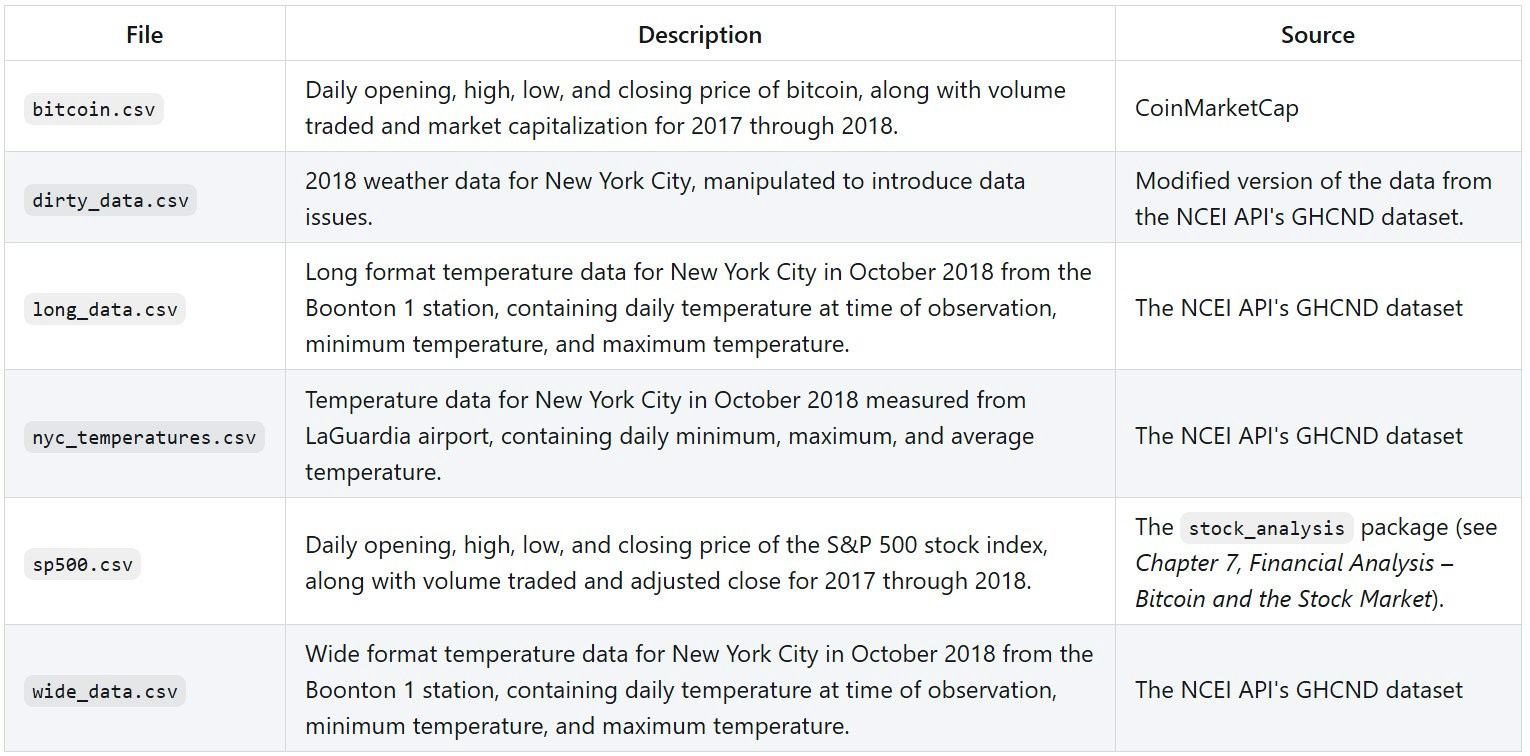 File
Description
Source
bitcoin.csv
Daily opening, high, low, and closing price of bitcoin, along with volume
traded and market capitalization for 2017 through 2018.
CoinMarketCap
dirty_data.csv
2018 weather data for New York City, manipulated to introduce data
issues.
Modified version of the data from
the NCEI API's GHCND dataset.
long_data.csv
Long format temperature data for New York City in October 2018 from the
Boonton 1 station, containing daily temperature at time of observation,
minimum temperature, and maximum temperature.
The NCEI API's GHCND dataset
nyc_temperatures.csv
Temperature data for New York City in October 2018 measured from
LaGuardia airport, containing daily minimum, maximum, and average
temperature.
The NCEI API's GHCND dataset
sp500.csv
Daily opening, high, low, and closing price of the S&P 500 stock index,
along with volume traded and adjusted close for 2017 through 2018.
The stock_analysis package (see
Chapter 7, Financial Analysis –
Bitcoin and the Stock Market).
wide_data.csv
Wide format temperature data for New York City in October 2018 from the
Boonton 1 station, containing daily temperature at time of observation,
minimum temperature, and maximum temperature.
The NCEI API's GHCND dataset